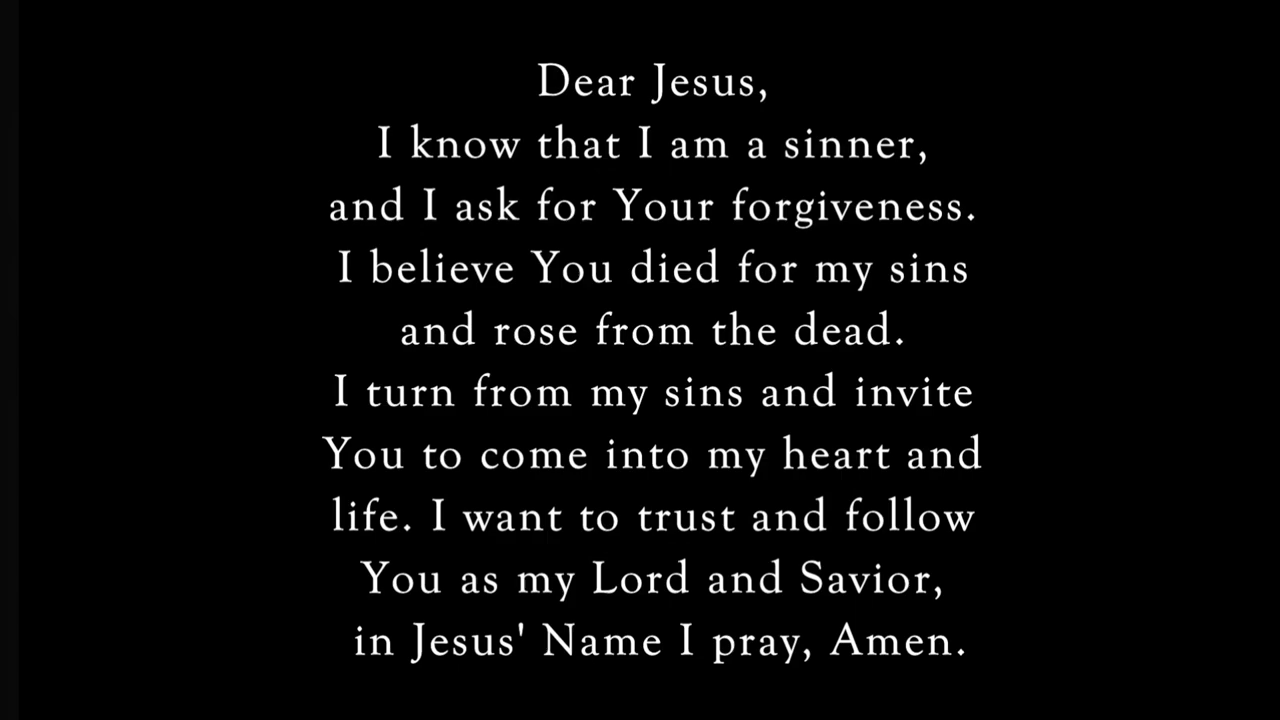 Dear Jesus,
I know that I am a sinner,
and I ask for Your forgiveness.
I believe You died for my sins
and rose from the dead.
I turn from my sins and invite
You to come into my heart and
life. I want to trust and follow
You as my Lord and Savior,
in Jesus' Name I pray, Amen.